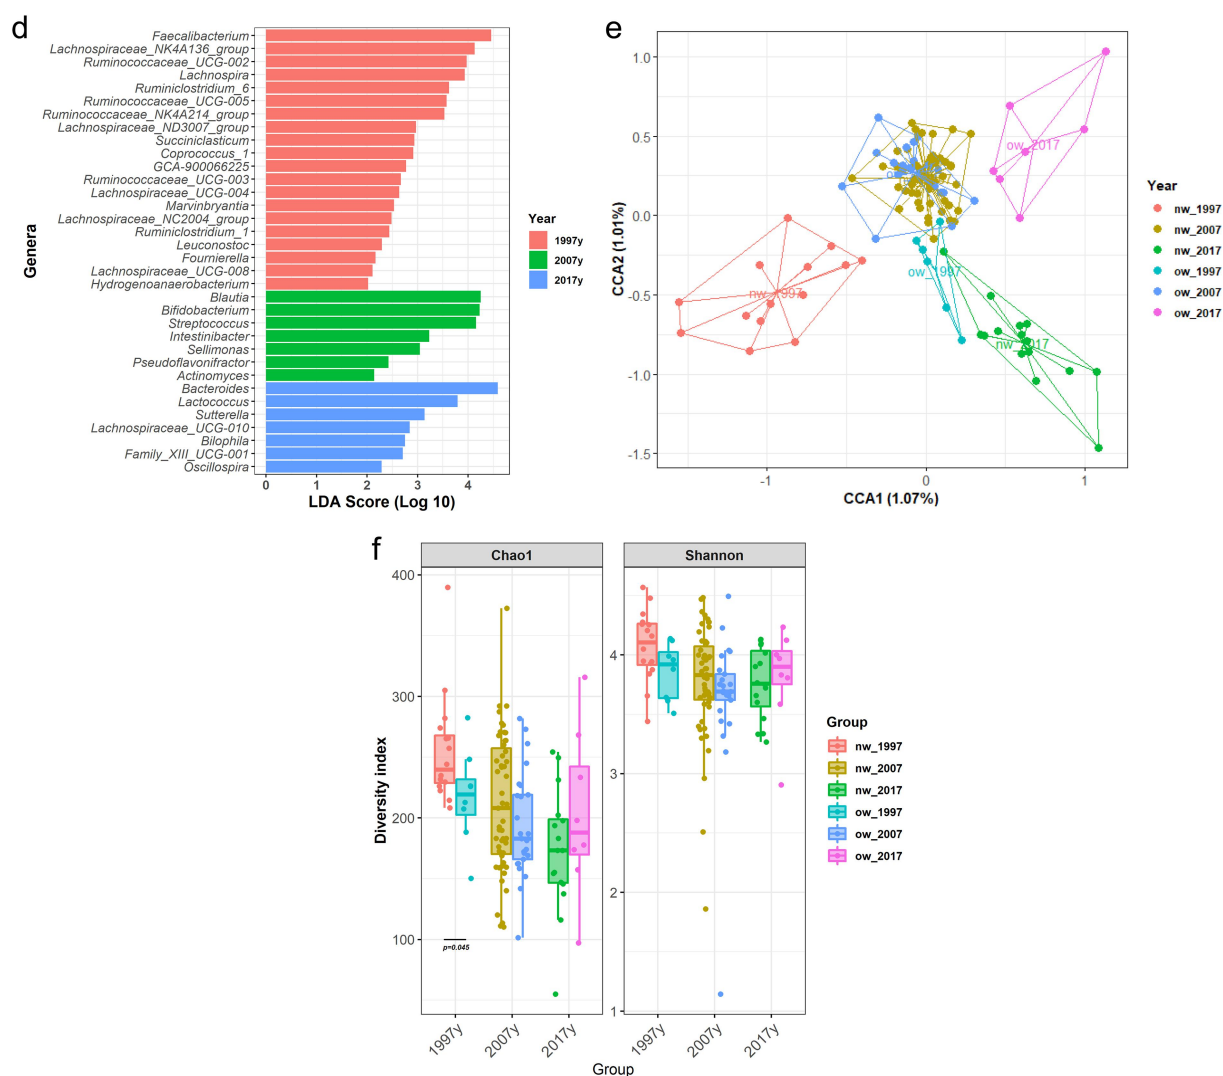 d
Faecalibacterium
Lachnospiraceae_NK4A136_group
Ruminococcaceae_UCG-002
Lachnospira
Ruminiclostridium_6
Ruminococcaceae_UCG-005
Ruminococcaceae_NK4A214_group
Lachnospiraceae_ND3007_group
Succiniclasticum
Coprococcus_1
GCA-900066225
Ruminococcaceae_UCG-003
Lachnospiraceae_UCG-004
Marvinbryantia
Lachnospiraceae_NC2004_group
Ruminiclostridium_1
Leuconostoc
Fournierella
Lachnospiraceae_UCG-008
Hydrogenoanaerobacterium
Blautia
Bifidobacterium
Streptococcus
Intestinibacter
Sellimonas
Pseudoflavonifractor
Actinomyces
Bacteroides
Lactococcus
Sutterella
Lachnospiraceae_UCG-010
Bilophila
Family_XIII_UCG-001
Oscillospira
Genera
0 1 2 3 4
LDA Score (Log 10)
Year
1997y
2007y
2017y
e
1.0
0.5
0.0
-0.5
-1.0
-1.5
CCA2 (1.01%)
ow_2017
ow_1997
nw_1997
nw_2017
-1 0 1
CCA1 (1.07%)
Year
nw_1997
nw_2007
nw_2017
ow_1997
ow_2007
ow_2017
f
Chao1
Shannon
400
300
200
100
Diversity index
p=0.045
4
3
2
1
1997y 2007y 2017y
1997y 2007y 2017y
Group
Group
nw_1997
nw_2007
nw_2017
ow_1997
ow_2007
ow_2017